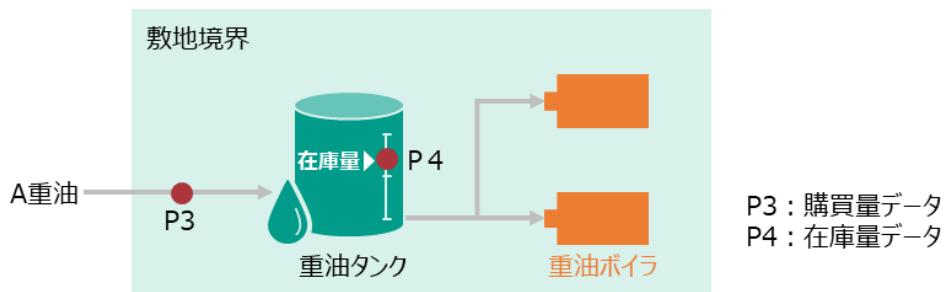 敷地境界
在庫量
P４
A重油
P3
重油タンク
重油ボイラ
P3：購買量データ
P4：在庫量データ